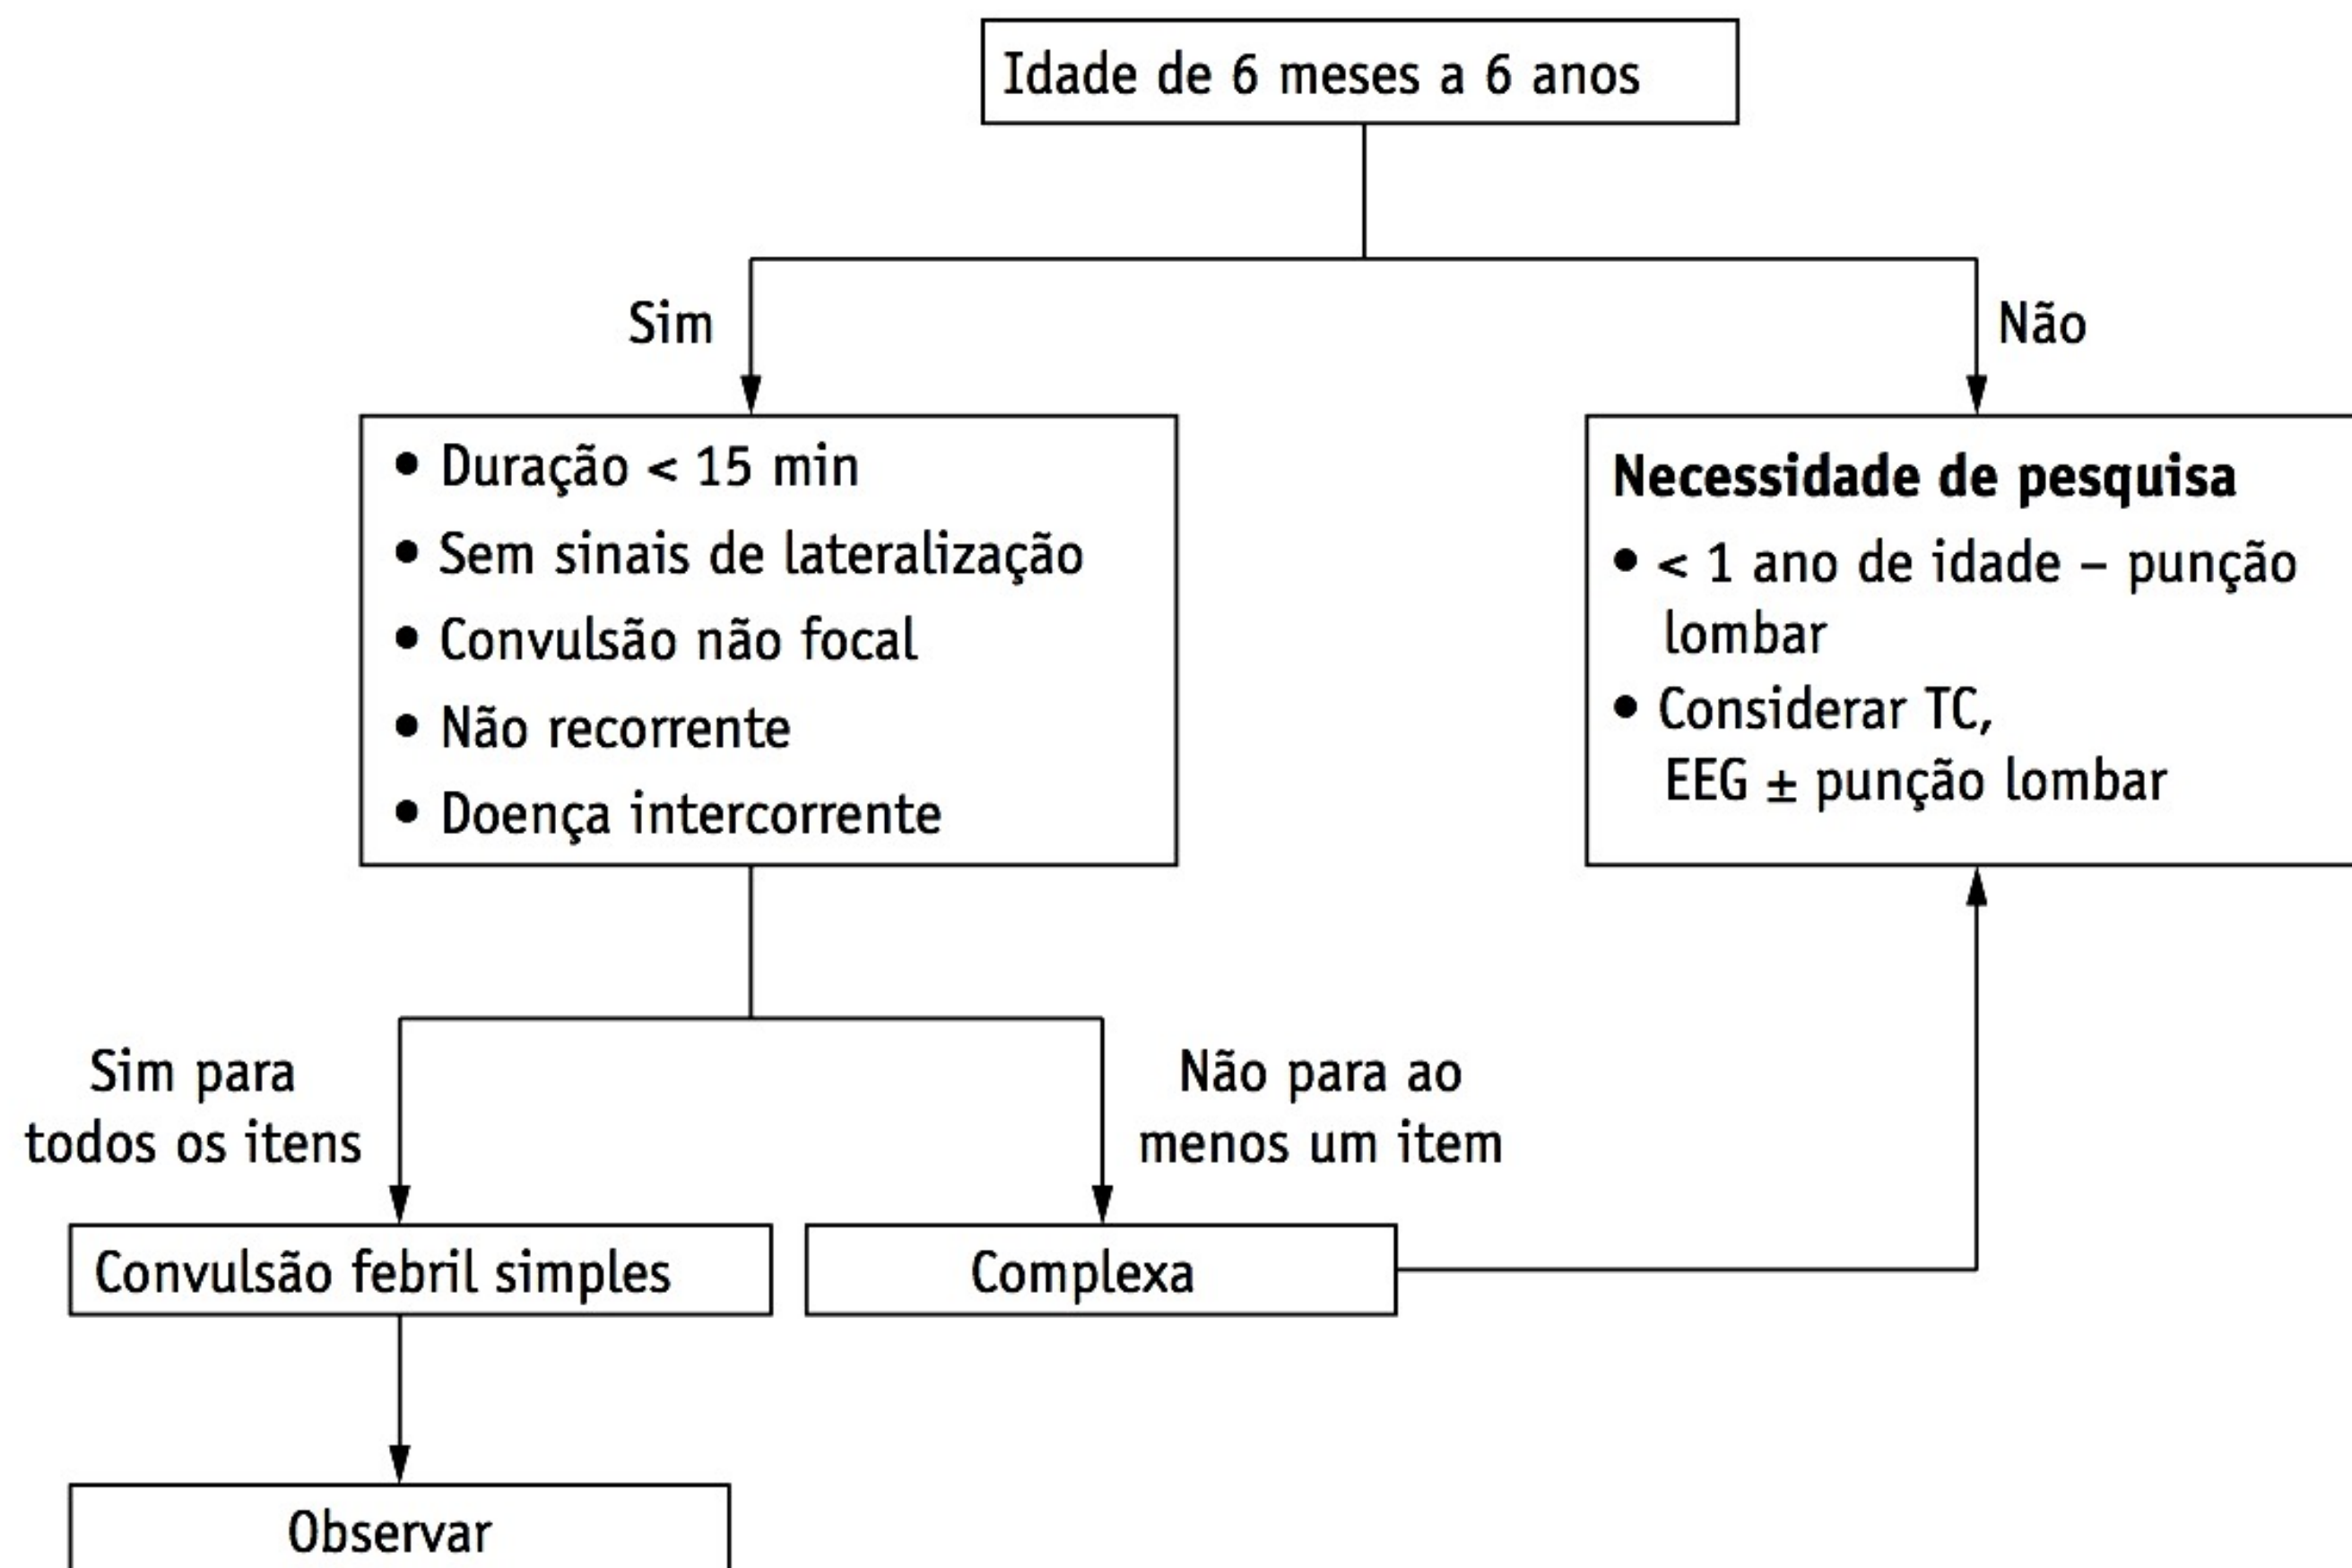 Idade de 6 meses a 6 anos
Sim
Não
• Duração < 15 min
• Sem sinais de lateralização
• Convulsão não focal
• Não recorrente
• Doença intercorrente
Necessidade de pesquisa
• < 1 ano de idade – punção
lombar
• Considerar TC,
EEG ± punção lombar
Sim para
todos os itens
Não para ao
menos um item
Convulsão febril simples
Complexa
Observar